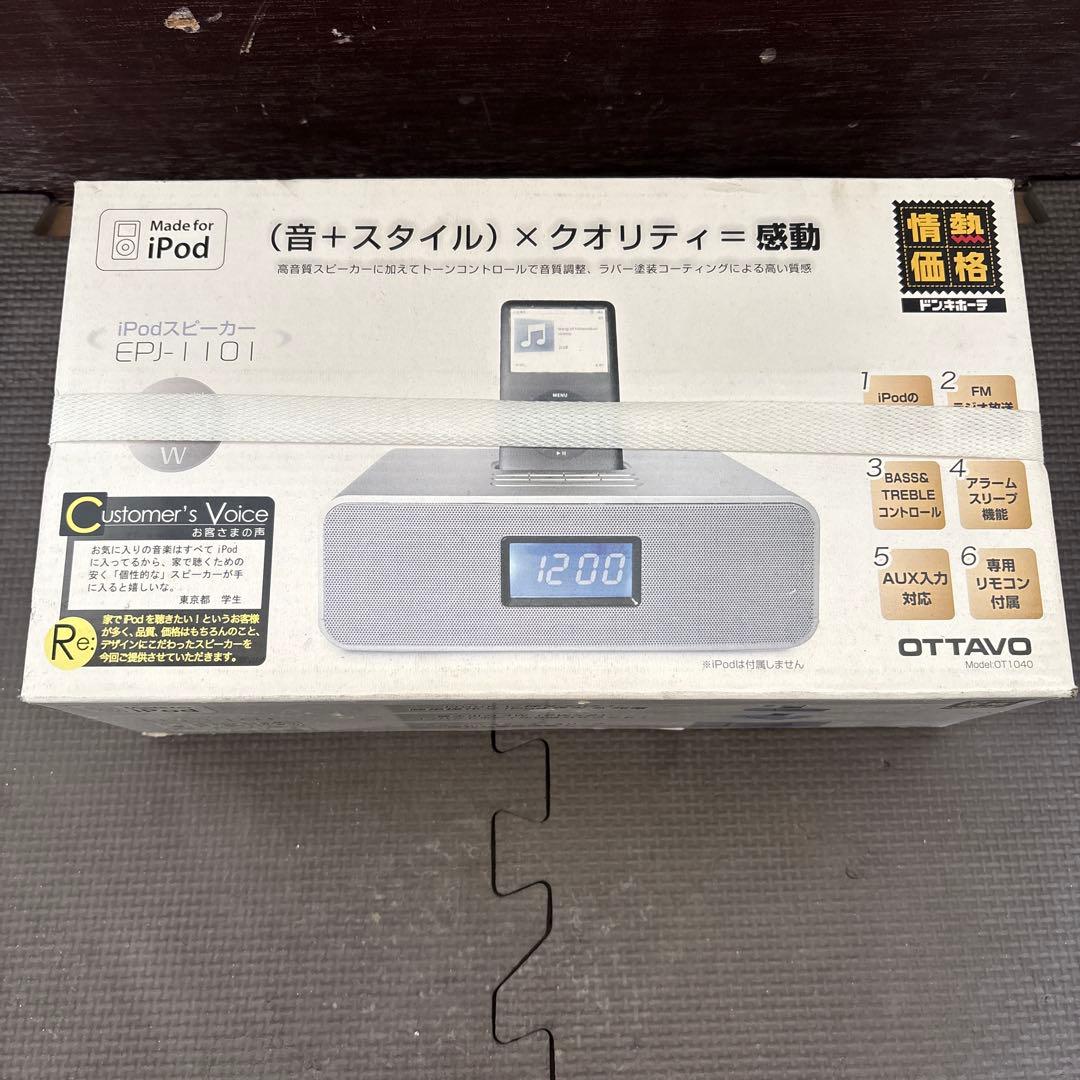 Made for
iPod
(音＋スタイル)×クオリティ＝感動
高音質スピーカーに加えてトーンコントロールで音質調整、ラバー塗装コーティングによる高い質感
情熱
価格
ドン.キホーテ
iPodスピーカー
EPJ-1101
W
MENU
1200
1
iPodの
2
FM
ラジオ放送
3
BASS&
TREBLE
コントロール
4
アラーム
スリープ
機能
5
AUX入力
対応
6
専用
リモコン
付属
Customer's Voice
お客さまの声
お気に入りの音楽はすべて iPod
に入ってるから、家で聴くための
安く「個性的な」スピーカーが手
に入ると嬉しいな。
東京都 学生
Re:
家でiPodを聴きたい！というお客様
が多く、品質、価格はもちろんのこと、
デザインにこだわったスピーカーを
今回ご提供させていただきます。
※iPodは付属しません
OTTAVO
Model:OT1040
iPod